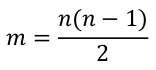 m = n(n − 1) / 2